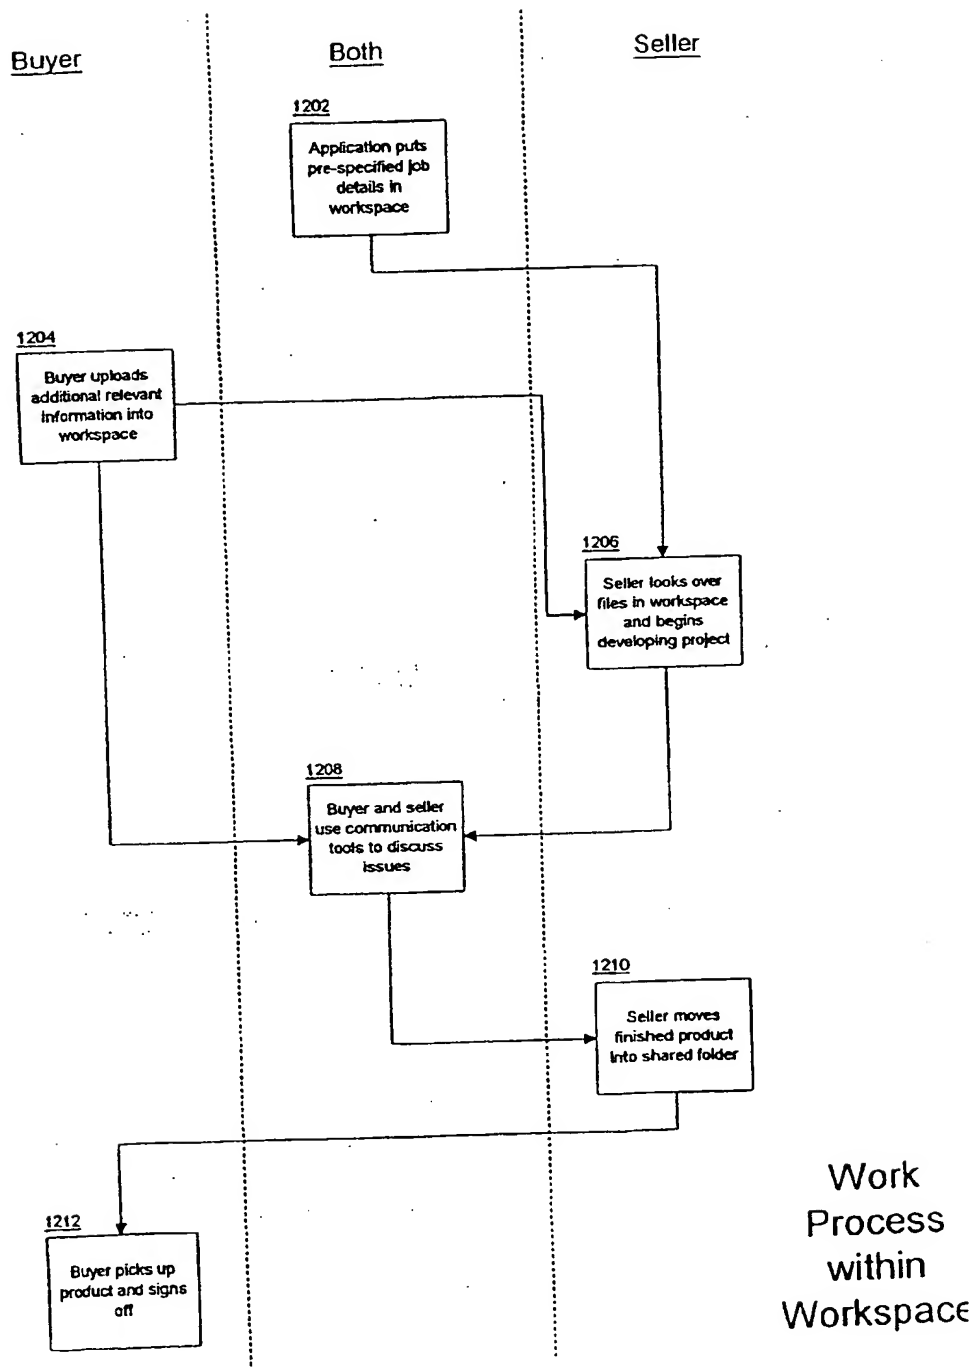 Buyer
Both
Seller
1202
Application puts
pre-specified job
details in
workspace
1204
Buyer uploads
additional relevant
Information into
workspace
1206
Seller looks over
files in workspace
and begins
developing project
1208
Buyer and seller
use communication
tools to discuss
issues
1210
Seller moves
finished product
Into shared folder
1212
Buyer picks up
product and signs
off
Work
Process
within
Workspace